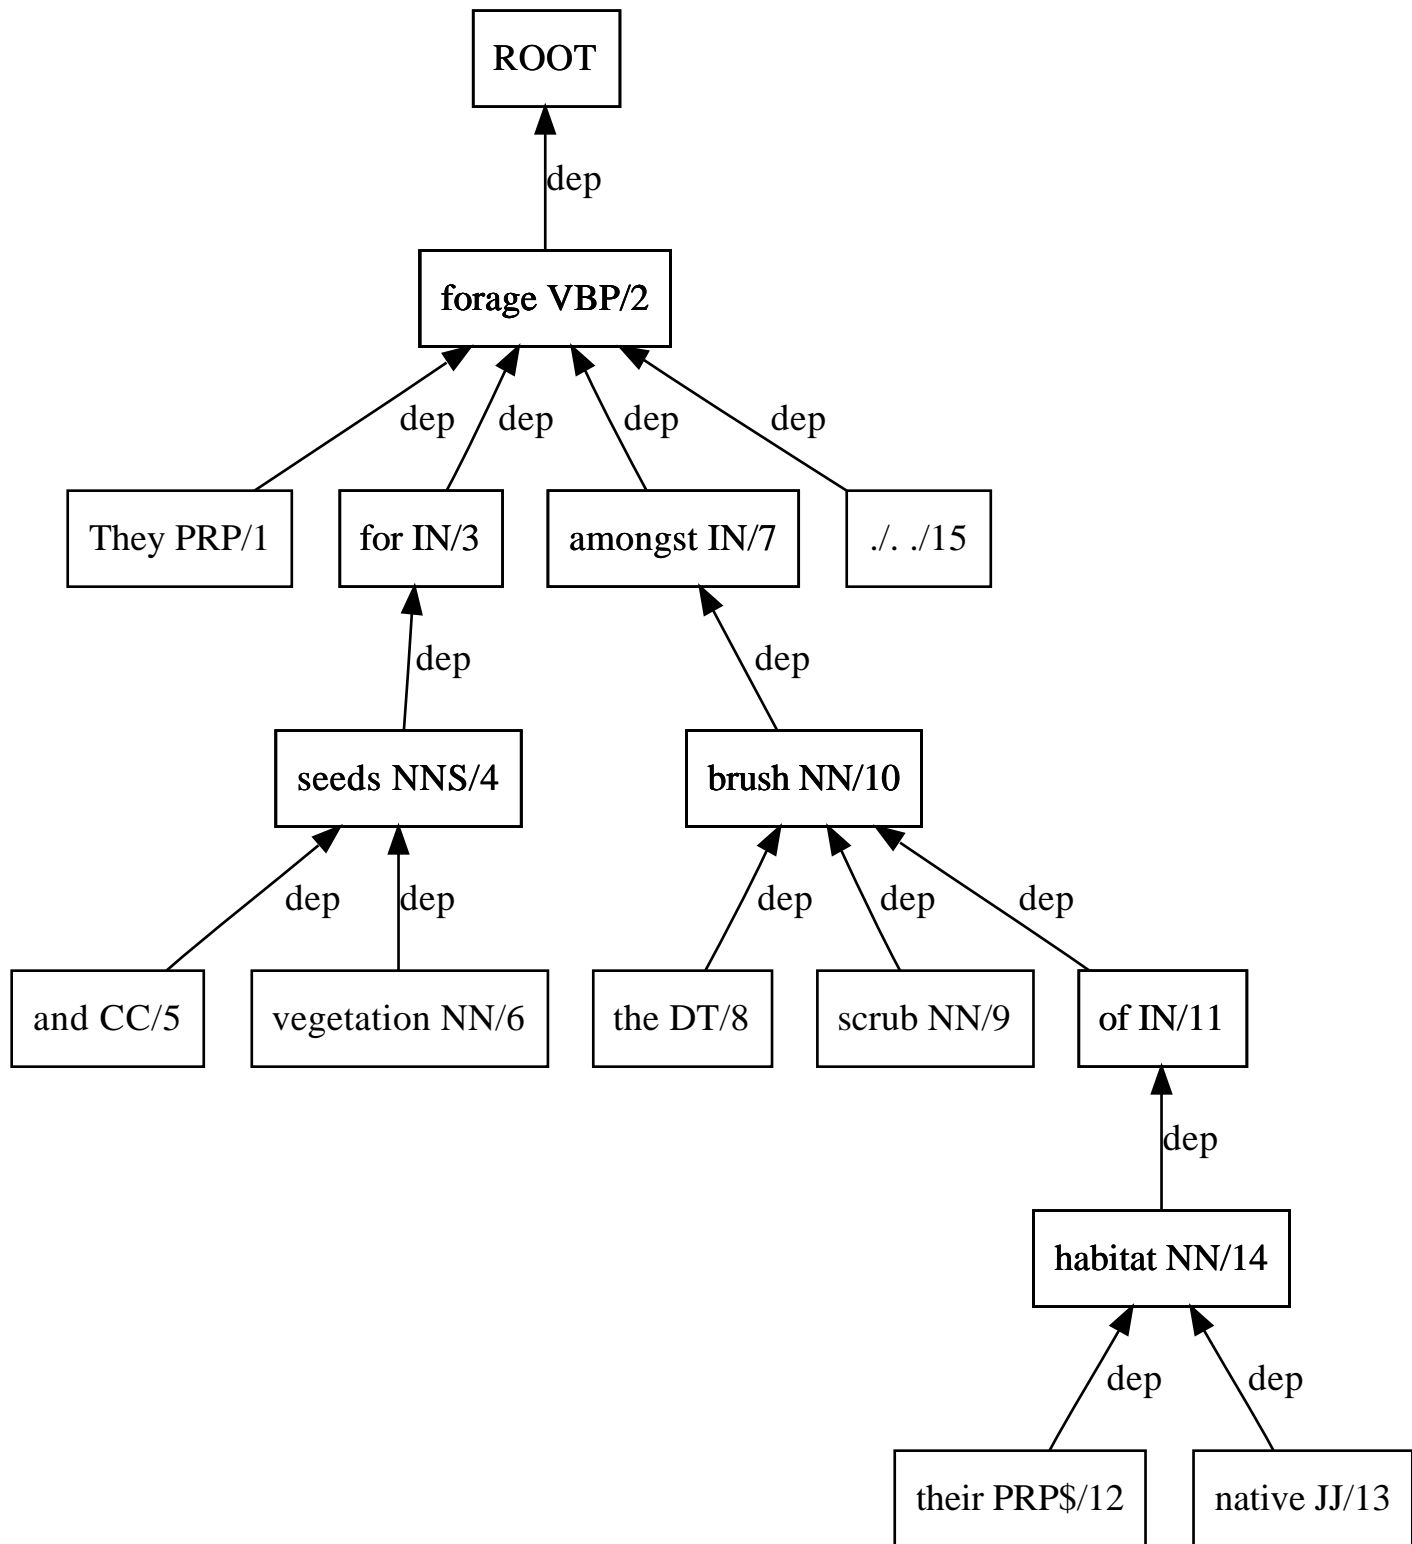 ROOT
dep
forage VBP/2
dep dep dep dep
They PRP/1 for IN/3 amongst IN/7 ./. ./15
dep dep
seeds NNS/4 brush NN/10
dep dep dep dep dep
and CC/5 vegetation NN/6 the DT/8 scrub NN/9 of IN/11
dep
habitat NN/14
dep dep
their PRP$/12 native JJ/13